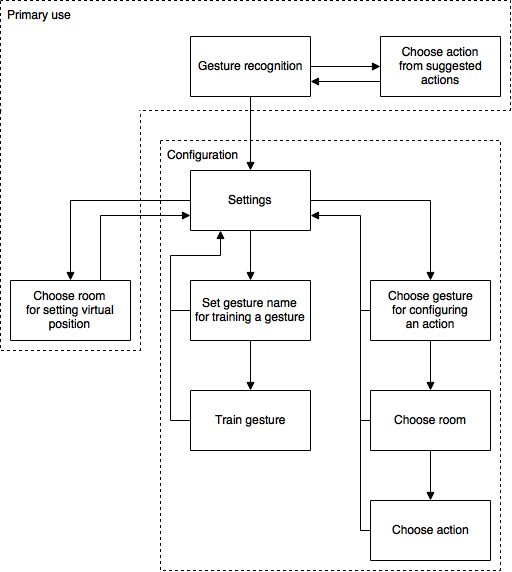 Primary use
Gesture recognition
Choose action
from suggested
actions
Configuration
Settings
Choose room
for setting virtual
position
Set gesture name
for training a gesture
Choose gesture
for configuring
an action
Train gesture
Choose room
Choose action